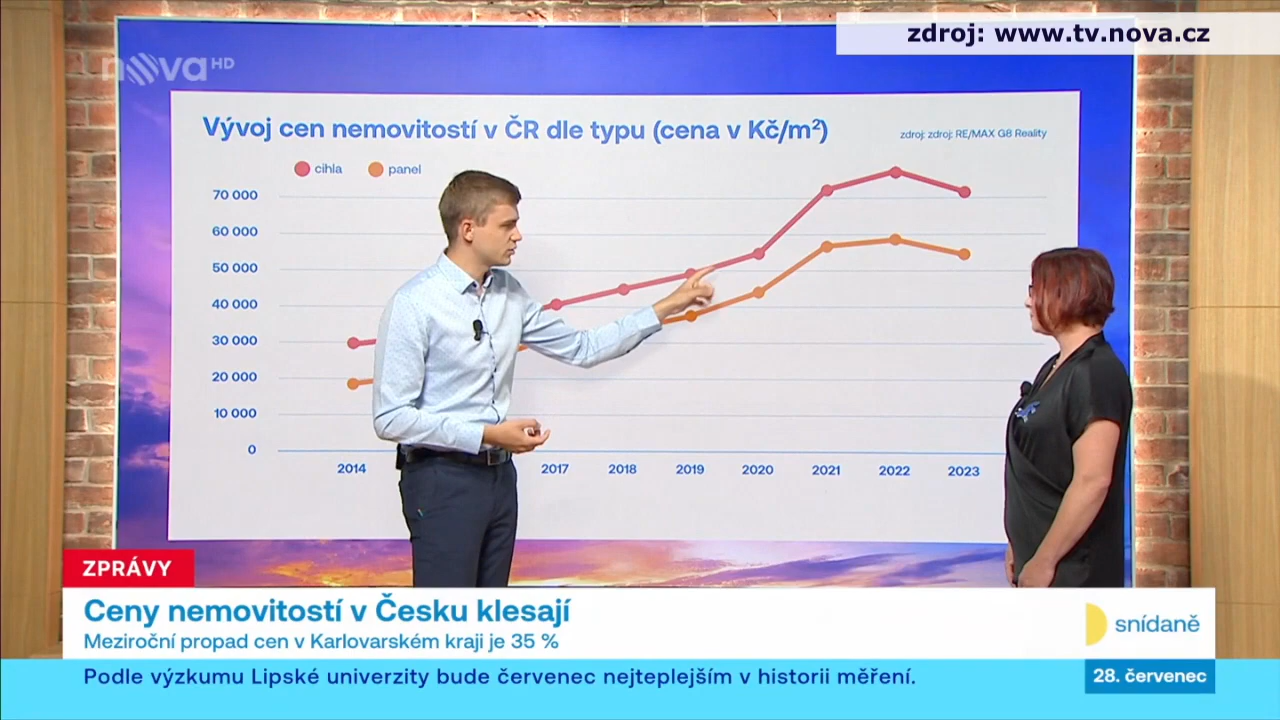 zdroj: www.tv.nova.cz
nova HD
Vývoj cen nemovitostí v ČR dle typu (cena v Kč/m²)
zdroj: zdroj: RE/MAX G8 Reality
cihla panel
70 000
60 000
50 000
40 000
30 000
20 000
10 000
0
2014 2017 2018 2019 2020 2021 2022 2023
ZPRÁVY
Ceny nemovitostí v Česku klesají
Meziroční propad cen v Karlovarském kraji je 35 %
snídaně
Podle výzkumu Lipské univerzity bude červenec nejteplejším v historii měření.
28. červenec